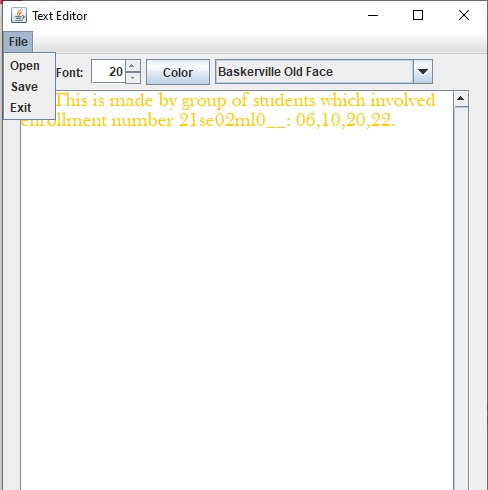 Text Editor
File
Open
Save
Exit
Font: 20 Color Baskerville Old Face
This is made by group of students which involved
enrollment number 21se02ml0__: 06,10,20,22.